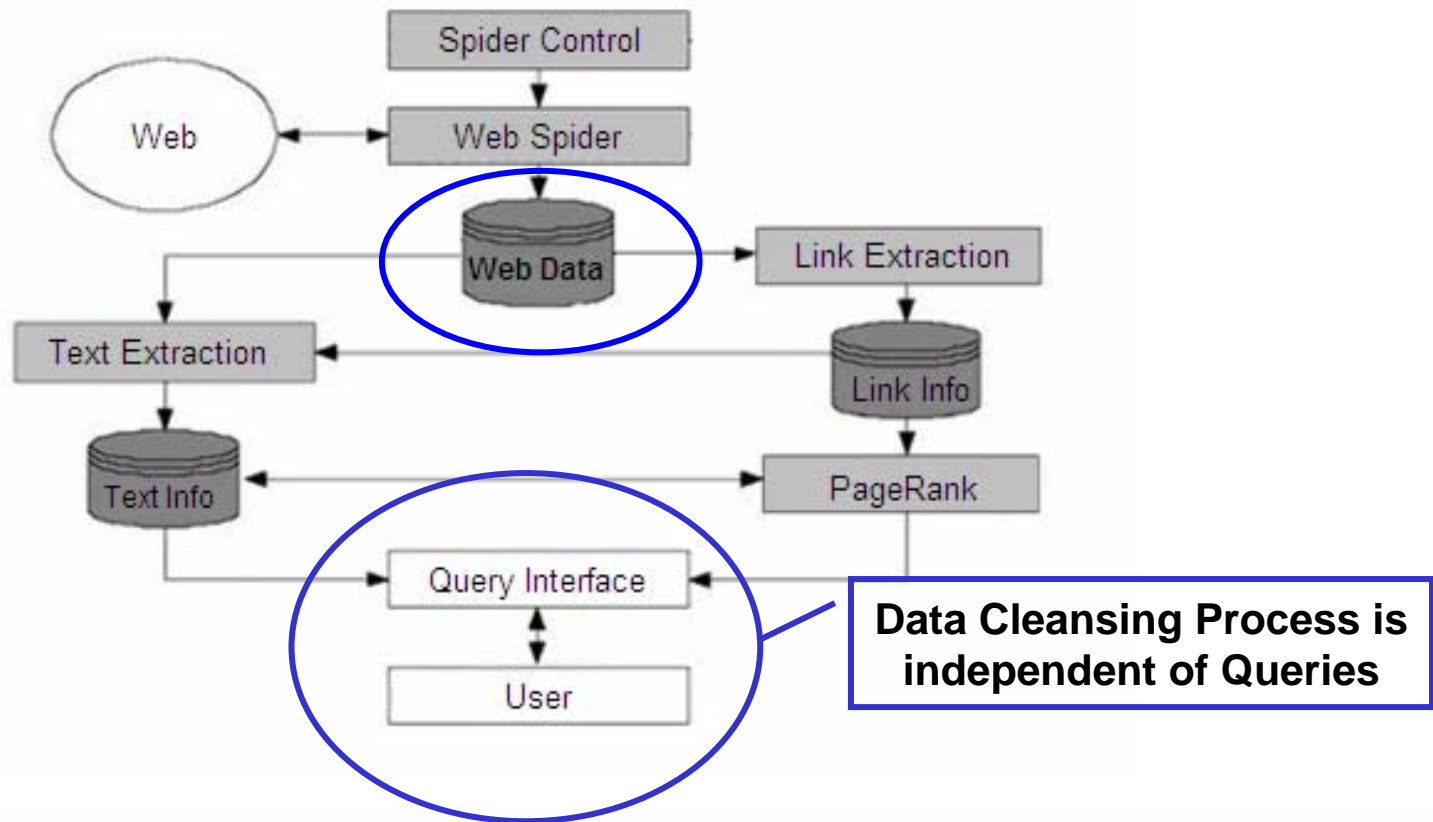 Spider Control
Web
Web Spider
Web Data
Link Extraction
Text Extraction
Link Info
Text Info
PageRank
Query Interface
User
Data Cleansing Process is
independent of Queries